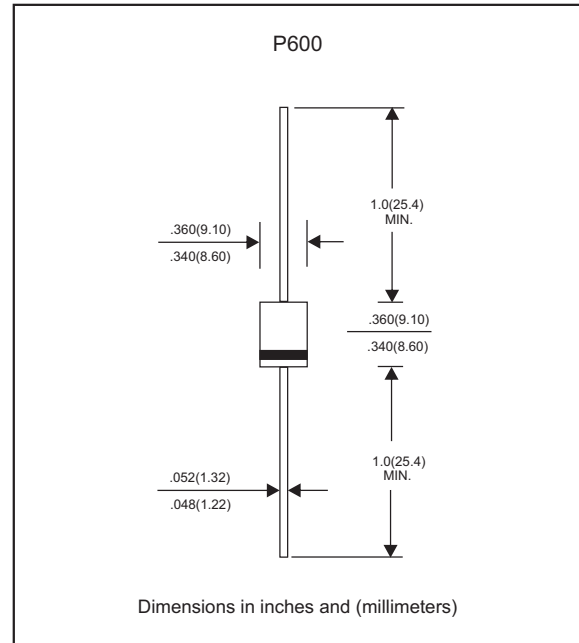 P600
1.0(25.4)
MIN.
.360(9.10)
.340(8.60)
.360(9.10)
.340(8.60)
1.0(25.4)
MIN.
.052(1.32)
.048(1.22)
Dimensions in inches and (millimeters)